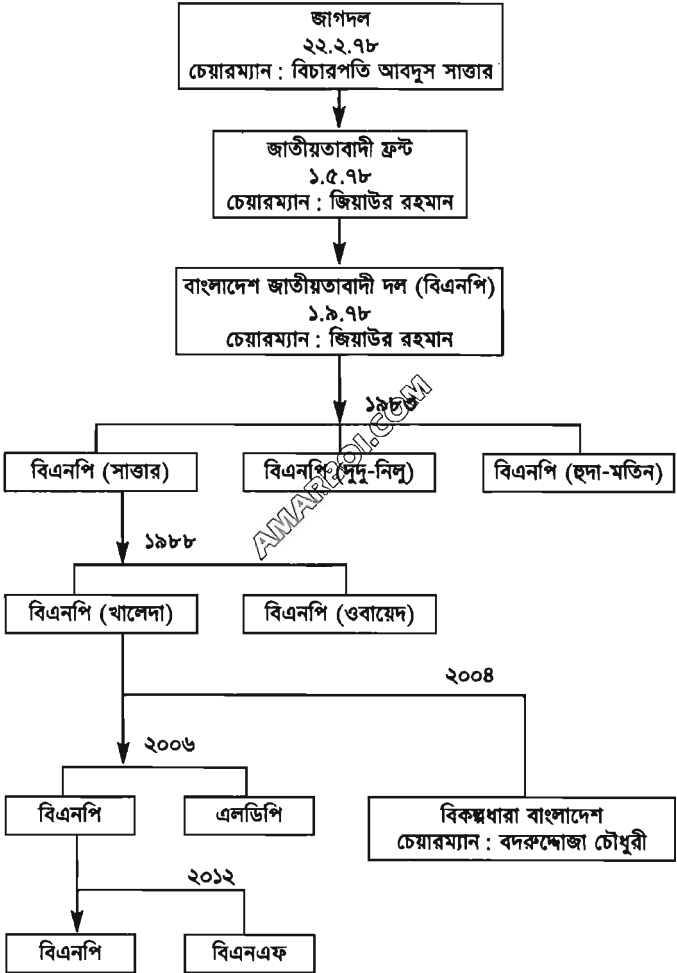 জাগদল
২২.২.৭৮
চেয়ারম্যান : বিচারপতি আবদুস সাত্তার
জাতীয়তাবাদী ফ্রন্ট
১.৫.৭৮
চেয়ারম্যান : জিয়াউর রহমান
বাংলাদেশ জাতীয়তাবাদী দল (বিএনপি)
১.৯.৭৮
চেয়ারম্যান : জিয়াউর রহমান
বিএনপি (সাত্তার) বিএনপি (দুদু-নিলু) বিএনপি (হুদা-মতিন)
AMARBOI.COM
১৯৮৮
বিএনপি (খালেদা) বিএনপি (ওবায়েদ)
২০০৪
২০০৬
বিএনপি এলডিপি
বিকল্পধারা বাংলাদেশ
চেয়ারম্যান : বদরুদ্দোজা চৌধুরী
২০১২
বিএনপি বিএনএফ